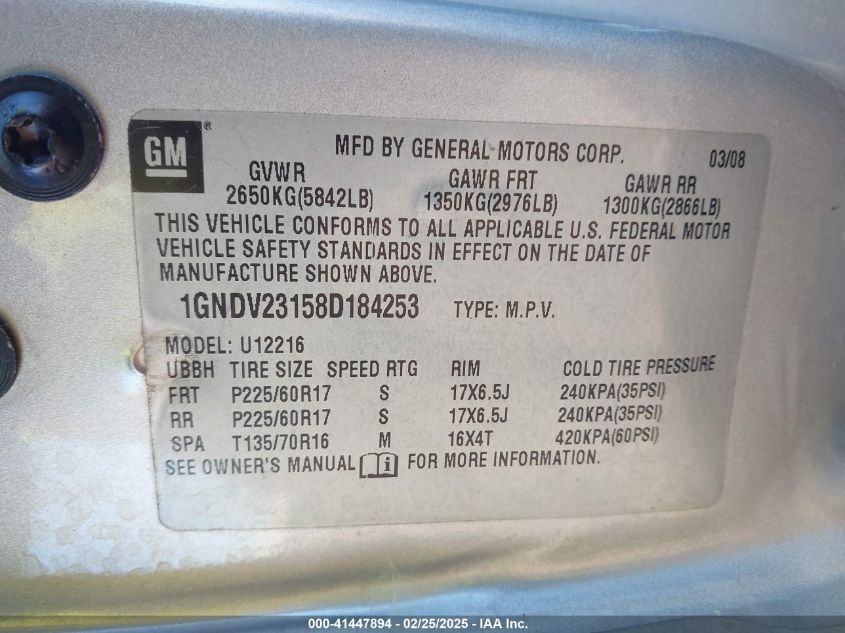 GM ® MFD BY GENERAL MOTORS CORP. 03/08
GVWR GAWR FRT GAWR RR
2650KG(5842LB) 1350KG(2976LB) 1300KG(2866LB)
THIS VEHICLE CONFORMS TO ALL APPLICABLE U.S. FEDERAL MOTOR
VEHICLE SAFETY STANDARDS IN EFFECT ON THE DATE OF
MANUFACTURE SHOWN ABOVE.
1GNDV23158D184253 TYPE: M.P.V.
MODEL: U12216
UBBH TIRE SIZE SPEED RTG RIM COLD TIRE PRESSURE
FRT P225/60R17 S 17X6.5J 240KPA(35PSI)
RR P225/60R17 S 17X6.5J 240KPA(35PSI)
SPA T135/70R16 M 16X4T 420KPA(60PSI)
SEE OWNER'S MANUAL i FOR MORE INFORMATION.
000-41447894 / 02/25/2025 - © IAA Inc.